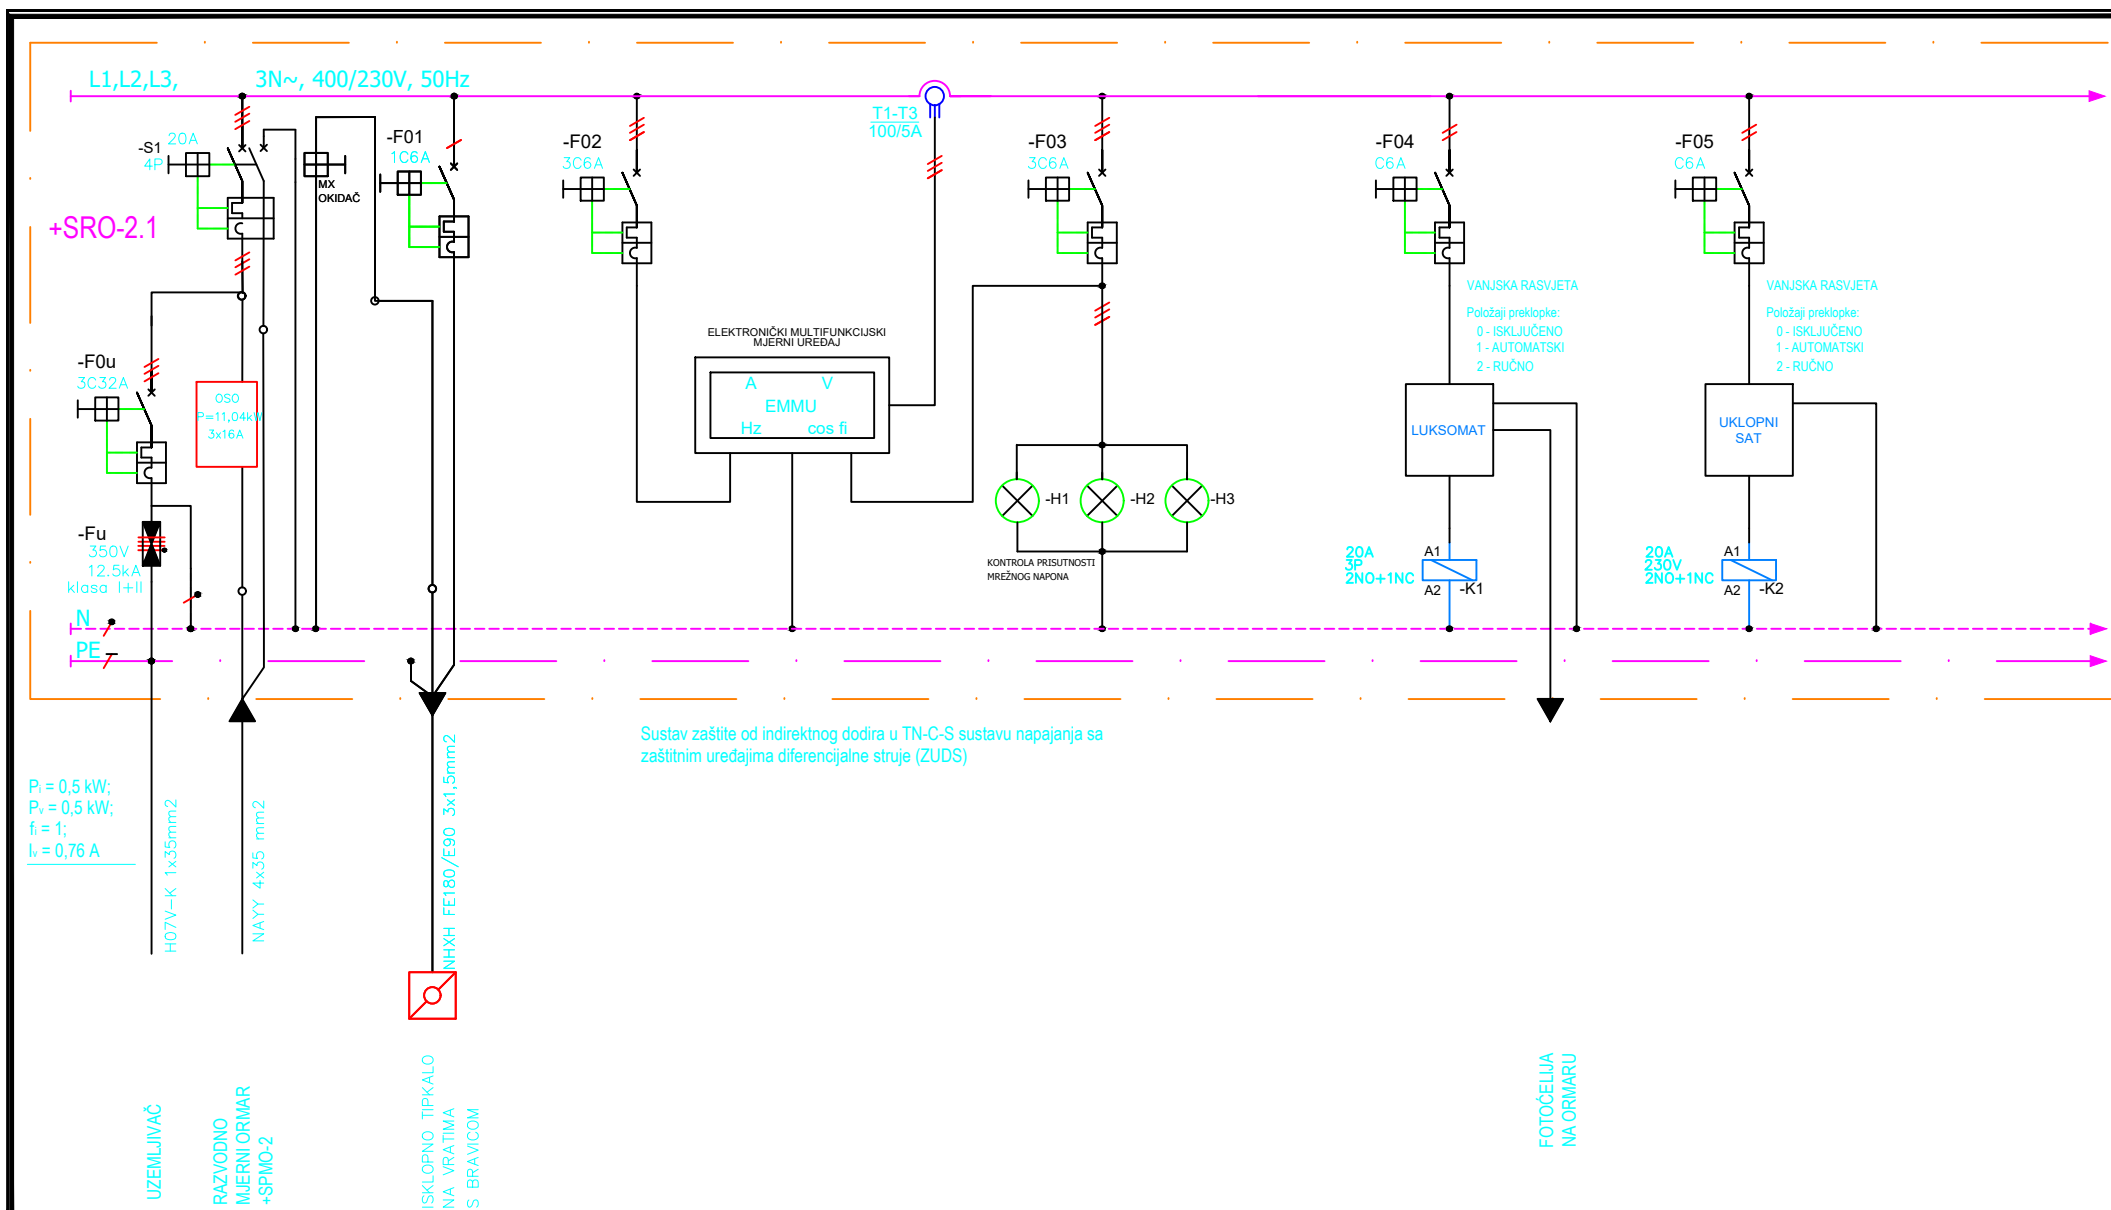 L1,L2,L3,
3N~, 400/230V, 50Hz
+SRO-2.1
-S1
20A
4P
MX
OKIDAČ
-F01
1C6A
-F02
3C6A
T1-T3
100/5A
-F03
3C6A
-F04
C6A
-F05
C6A
VANJSKA RASVJETA
Položaji preklopke:
0 - ISKLJUČENO
1 - AUTOMATSKI
2 - RUČNO
VANJSKA RASVJETA
Položaji preklopke:
0 - ISKLJUČENO
1 - AUTOMATSKI
2 - RUČNO
-F0u
3C32A
OSO
P=11,04kW
3x16A
ELEKTRONIČKI MULTIFUNKCIJSKI
MJERNI UREĐAJ
A V
EMMU
Hz cos fi
LUKSOMAT
UKLOPNI
SAT
-H1
-H2
-H3
KONTROLA PRISUTNOSTI
MREŽNOG NAPONA
-Fu
350V
12.5kA
klasa I+II
20A
3P
2NO+1NC
A1
A2
-K1
20A
230V
2NO+1NC
A1
A2
-K2
N
PE
Sustav zaštite od indirektnog dodira u TN-C-S sustavu napajanja sa
zaštitnim uređajima diferencijalne struje (ZUDS)
Pi = 0,5 kW;
Pv = 0,5 kW;
fi = 1;
Iv = 0,76 A
H07V-K 1x35mm2
NAYY 4x35 mm2
NHXH FE180/E90 3x1,5mm2
UZEMLJIVAČ
RAZVODNO
MJERNI ORMAR
+SPMO-2
ISKLOPNO TIPKALO
NA VRATIMA
S BRAVICOM
FOTOĆELIJA
NA ORMARU